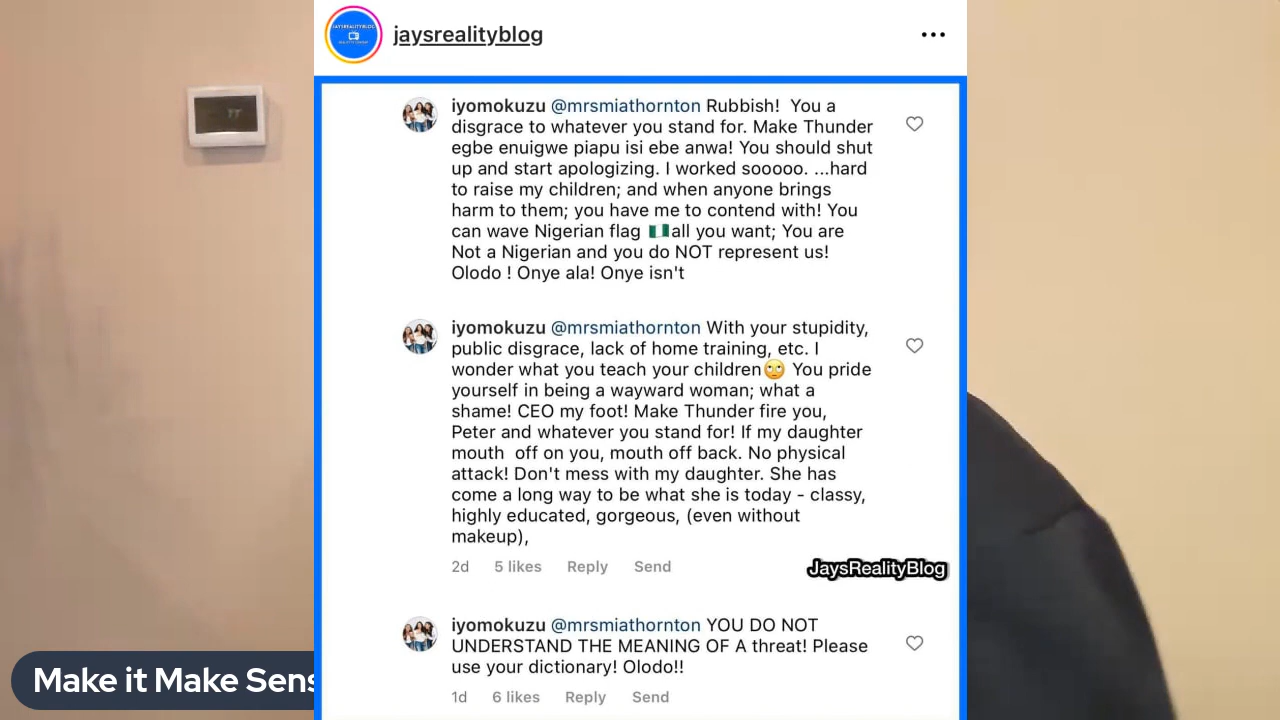 jaysrealityblog
iyomokuzu @mrsmiathornton Rubbish! You a
disgrace to whatever you stand for. Make Thunder
egbe enuigwe piapu isi ebe anwa! You should shut
up and start apologizing. I worked sooooo. ...hard
to raise my children; and when anyone brings
harm to them; you have me to contend with! You
can wave Nigerian flag 🇳🇬all you want; You are
Not a Nigerian and you do NOT represent us!
Olodo ! Onye ala! Onye isn't
iyomokuzu @mrsmiathornton With your stupidity,
public disgrace, lack of home training, etc. I
wonder what you teach your children🙄 You pride
yourself in being a wayward woman; what a
shame! CEO my foot! Make Thunder fire you,
Peter and whatever you stand for! If my daughter
mouth off on you, mouth off back. No physical
attack! Don't mess with my daughter. She has
come a long way to be what she is today - classy,
highly educated, gorgeous, (even without
makeup),
2d 5 likes Reply Send
JaysRealityBlog
iyomokuzu @mrsmiathornton YOU DO NOT
UNDERSTAND THE MEANING OF A threat! Please
use your dictionary! Olodo!!
1d 6 likes Reply Send
Make it Make Sens